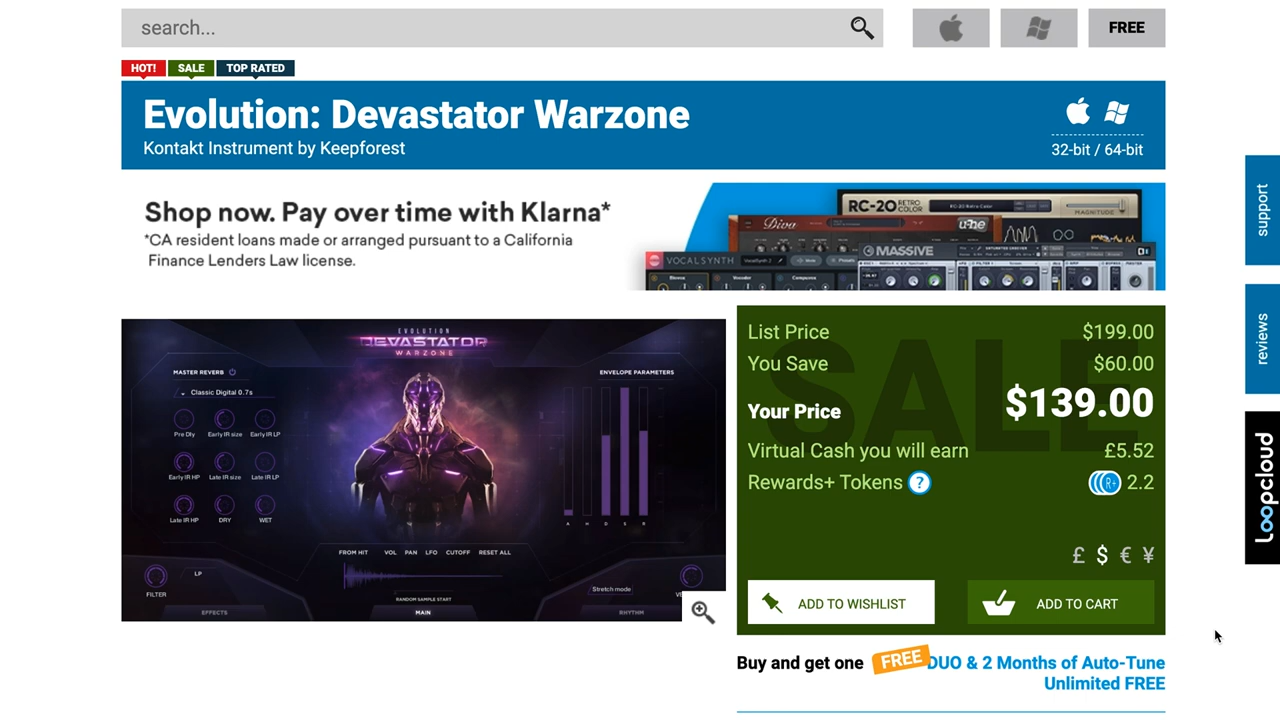 search...
FREE
HOT!
SALE
TOP RATED
Evolution: Devastator Warzone
Kontakt Instrument by Keepforest
32-bit / 64-bit
Shop now. Pay over time with Klarna*
*CA resident loans made or arranged pursuant to a California
Finance Lenders Law license.
RC-20 RETRO COLOR
RC-20 Retro Color
MAGNITUDE
Diva
u-he
VOCALSYNTH
MASSIVE
support
reviews
Loopcloud
EVOLUTION
DEVASTATOR
WARZONE
MASTER REVERB
Classic Digital 0.7s
Pre Dly Early IR size Early IR LP
Early IR HP Late IR size Late IR LP
Late IR HP DRY WET
ENVELOPE PARAMETERS
A H D S R
FROM HIT VOL PAN LFO CUTOFF RESET ALL
FILTER
LP
RANDOM SAMPLE START
Stretch mode
EFFECTS
MAIN
RHYTHM
SALE
List Price $199.00
You Save $60.00
Your Price $139.00
Virtual Cash you will earn £5.52
Rewards+ Tokens ? R+ 2.2
£ $ € ¥
ADD TO WISHLIST
ADD TO CART
Buy and get one FREE DUO & 2 Months of Auto-Tune
Unlimited FREE